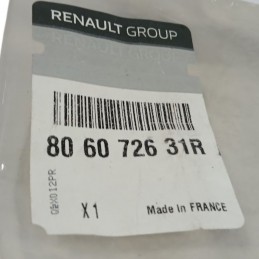 RENAULT GROUP
80 60 726 31R
X1
Made in FRANCE